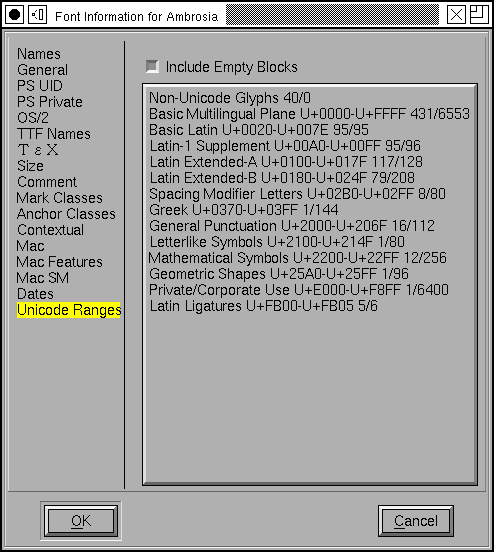 Font Information for Ambrosia
Names
General
PS UID
PS Private
OS/2
TTF Names
Τ ε Χ
Size
Comment
Mark Classes
Anchor Classes
Contextual
Mac
Mac Features
Mac SM
Dates
Unicode Ranges
Include Empty Blocks
Non-Unicode Glyphs 40/0
Basic Multilingual Plane U+0000-U+FFFF 431/6553
Basic Latin U+0020-U+007E 95/95
Latin-1 Supplement U+00A0-U+00FF 95/96
Latin Extended-A U+0100-U+017F 117/128
Latin Extended-B U+0180-U+024F 79/208
Spacing Modifier Letters U+02B0-U+02FF 8/80
Greek U+0370-U+03FF 1/144
General Punctuation U+2000-U+206F 16/112
Letterlike Symbols U+2100-U+214F 1/80
Mathematical Symbols U+2200-U+22FF 12/256
Geometric Shapes U+25A0-U+25FF 1/96
Private/Corporate Use U+E000-U+F8FF 1/6400
Latin Ligatures U+FB00-U+FB05 5/6
OK
Cancel